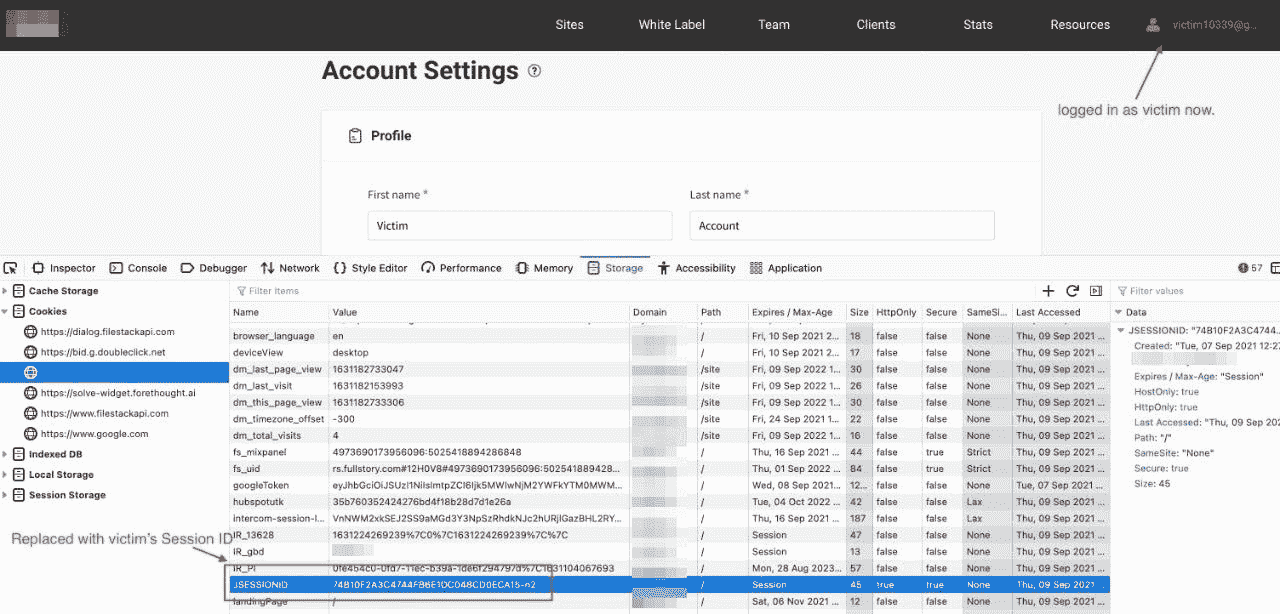 Sites White Label Team Clients Stats Resources victim10339@g...
Account Settings ?
logged in as victim now.
Profile
First name * Last name *
Victim Account
Inspector Console Debugger Network {} Style Editor Performance Memory Storage Accessibility Application 57
Cache Storage
Cookies
https://dialog.filestackapi.com
https://bid.g.doubleclick.net
https://solve-widget.forethought.ai
https://www.filestackapi.com
https://www.google.com
Indexed DB
Local Storage
Session Storage
Replaced with victim's Session ID
Filter Items
Name Value Domain Path Expires / Max-Age Size HttpOnly Secure SameSi... Last Accessed
browser_language en / Fri, 10 Sep 2021 ... 18 false false None Thu, 09 Sep 2021 ...
deviceView desktop / Fri, 10 Sep 2021 ... 17 false false None Thu, 09 Sep 2021 ...
dm_last_page_view 1631182733047 /site Fri, 09 Sep 2022 1... 30 false false None Thu, 09 Sep 2021 ...
dm_last_visit 1631182153993 /site Fri, 09 Sep 2022 1... 26 false false None Thu, 09 Sep 2021 ...
dm_this_page_view 1631182733306 /site Fri, 09 Sep 2022 1... 30 false false None Thu, 09 Sep 2021 ...
dm_timezone_offset -300 /site Fri, 24 Sep 2021 1... 22 false false None Thu, 09 Sep 2021 ...
dm_total_visits 4 /site Fri, 09 Sep 2022 1... 16 false false None Thu, 09 Sep 2021 ...
fs_mixpanel 4973690173956096:5025418894286848 / Thu, 16 Sep 2021 ... 44 false true Strict Thu, 09 Sep 2021 ...
fs_uid rs.fullstory.com#12H0V8#4973690173956096:502541889428... / Thu, 01 Sep 2022 ... 84 false true Strict Thu, 09 Sep 2021 ...
googleToken / Wed, 08 Sep 2021 ... 12... false false None Tue, 07 Sep 2021 ...
hubspotutk 35b760352424276bd4f18b28d7d1e26a / Tue, 04 Oct 2022 ... 42 false false Lax Thu, 09 Sep 2021 ...
intercom-session-l... / Thu, 16 Sep 2021 ... 187 false false Lax Thu, 09 Sep 2021 ...
IR_13628 1631224269239%7C0%7C1631224269239%7C%7C / Session 47 false false None Thu, 09 Sep 2021 ...
IR_gbd / Session 13 false false None Thu, 09 Sep 2021 ...
IR_PI / Mon, 28 Aug 2023... 57 false false None Thu, 09 Sep 2021 ...
JSESSIONID / Session 45 true true None Thu, 09 Sep 2021 ...
landingPage / / Sat, 06 Nov 2021 ... 12 false false None Thu, 09 Sep 2021 ...
Filter values
Data
JSESSIONID: "74B10F2A3C4744...
Created: "Tue, 07 Sep 2021 12:27
Expires / Max-Age: "Session"
HostOnly: true
HttpOnly: true
Last Accessed: "Thu, 09 Sep 2021 ...
Path: "/"
SameSite: "None"
Secure: true
Size: 45